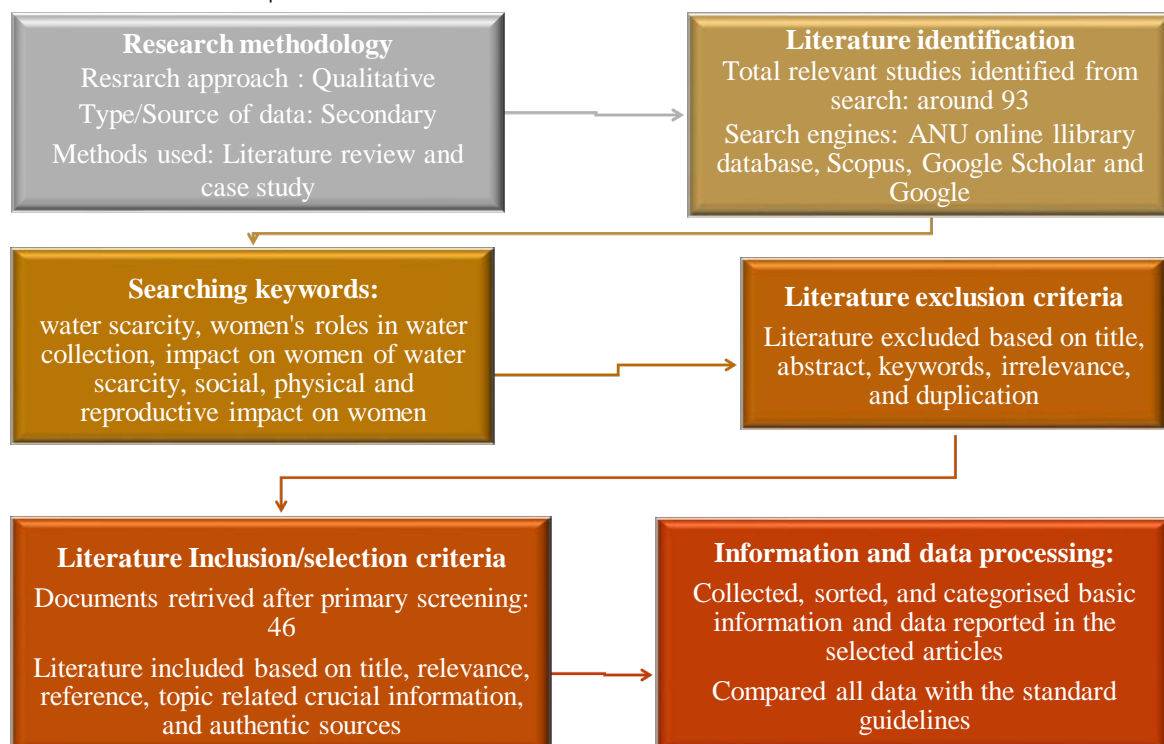 Research methodology
Resrarch approach : Qualitative
Type/Source of data: Secondary
Methods used: Literature review and
case study
Literature identification
Total relevant studies identified from
search: around 93
Search engines: ANU online llibrary
database, Scopus, Google Scholar and
Google
Searching keywords:
water scarcity, women's roles in water
collection, impact on women of water
scarcity, social, physical and
reproductive impact on women
Literature exclusion criteria
Literature excluded based on title,
abstract, keywords, irrelevance,
and duplication
Literature Inclusion/selection criteria
Documents retrived after primary screening:
46
Literature included based on title, relevance,
reference, topic related crucial information,
and authentic sources
Information and data processing:
Collected, sorted, and categorised basic
information and data reported in the
selected articles
Compared all data with the standard
guidelines